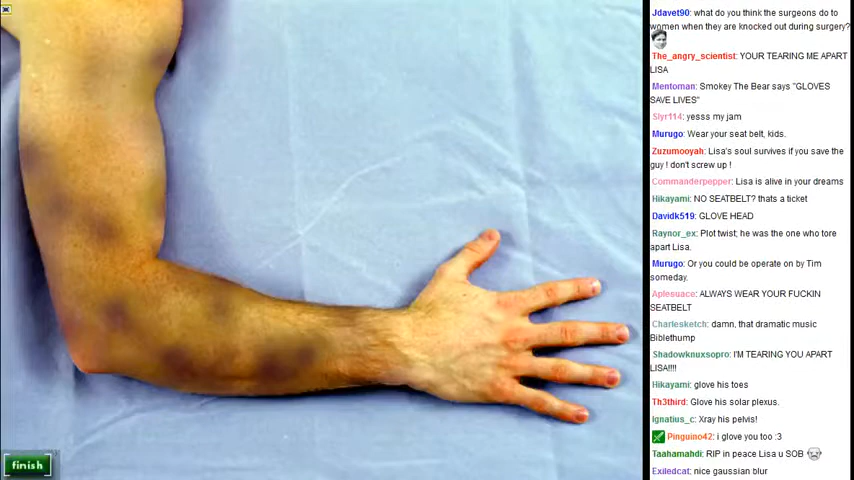 Jdavet90: what do you think the surgeons do to
women when they are knocked out during surgery?
The_angry_scientist: YOUR TEARING ME APART
LISA
Mentoman: Smokey The Bear says "GLOVES
SAVE LIVES"
Slyr114: yesss my jam
Murugo: Wear your seat belt, kids.
Zuzumooyah: Lisa's soul survives if you save the
guy ! don't screw up !
Commanderpepper: Lisa is alive in your dreams
Hikayami: NO SEATBELT? thats a ticket
Davidk519: GLOVE HEAD
Raynor_ex: Plot twist; he was the one who tore
apart Lisa.
Murugo: Or you could be operate on by Tim
someday.
Aplesuace: ALWAYS WEAR YOUR FUCKIN
SEATBELT
Charlesketch: damn, that dramatic music
Biblethump
Shadowknuxsopro: I'M TEARING YOU APART
LISA!!!!
Hikayami: glove his toes
Th3third: Glove his solar plexus.
Ignatius_c: Xray his pelvis!
Pinguino42: i glove you too :3
Taahamahdi: RIP in peace Lisa u SOB
Exiledcat: nice gaussian blur
finish